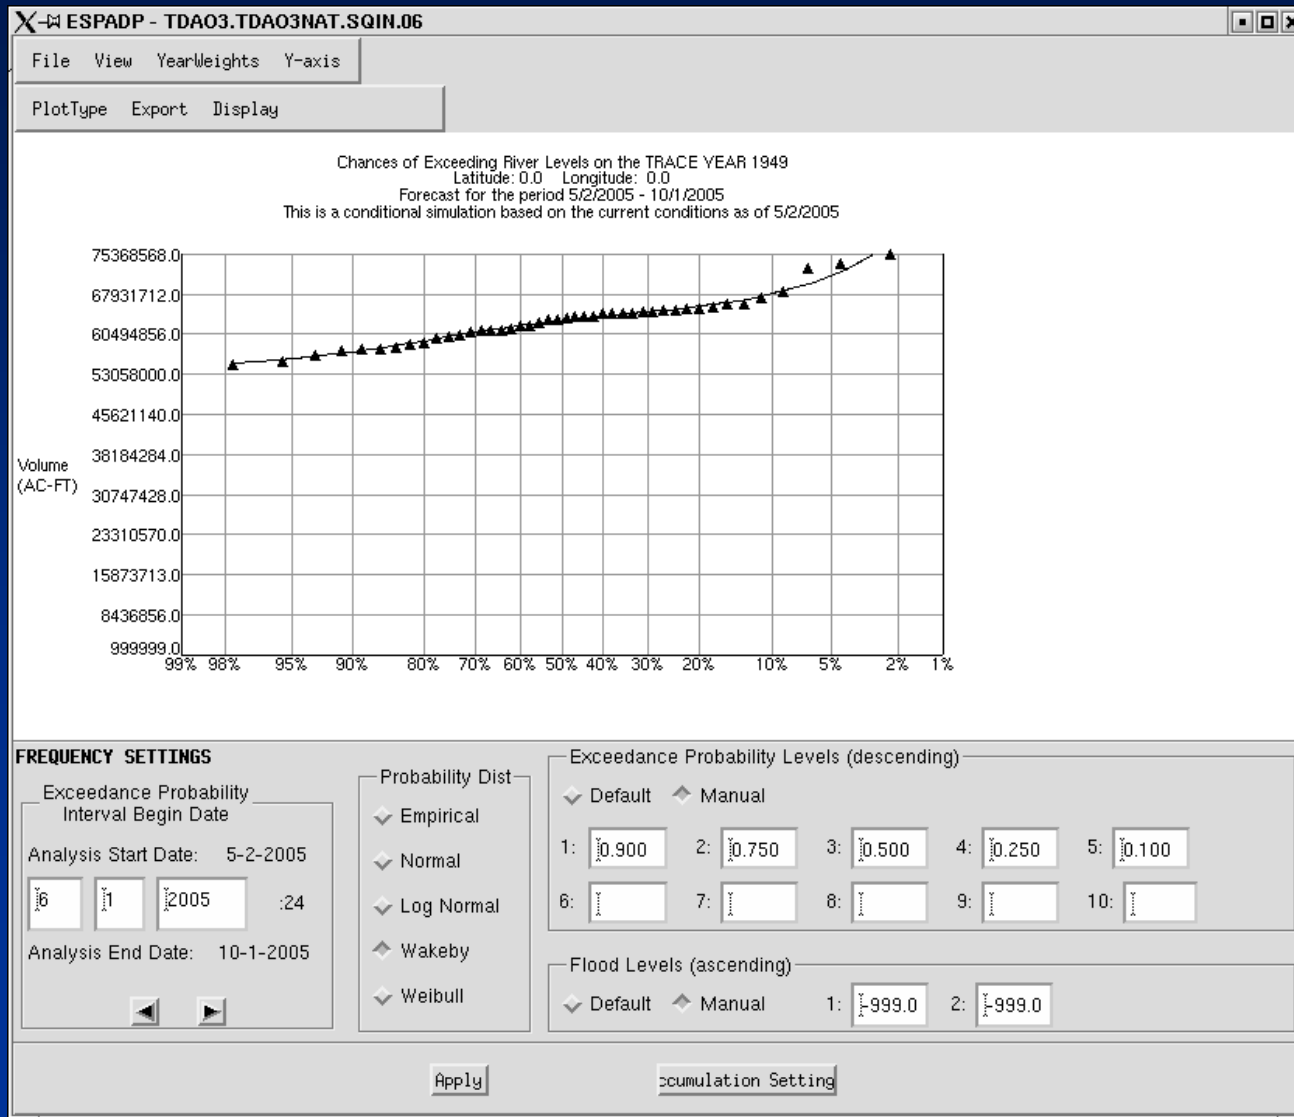 ESPADP - TDAO3.TDAO3NAT.SQIN.06
File View YearWeights Y-axis
PlotType Export Display
Chances of Exceeding River Levels on the TRACE YEAR 1949
Latitude: 0.0 Longitude: 0.0
Forecast for the period 5/2/2005 - 10/1/2005
This is a conditional simulation based on the current conditions as of 5/2/2005
75368568.0
67931712.0
60494856.0
53058000.0
45621140.0
38184284.0
30747428.0
23310570.0
15873713.0
8436856.0
999999.0
Volume
(AC-FT)
99% 98% 95% 90% 80% 70% 60% 50% 40% 30% 20% 10% 5% 2% 1%
FREQUENCY SETTINGS
Exceedance Probability
Interval Begin Date
Analysis Start Date: 5-2-2005
6 1 2005 :24
Analysis End Date: 10-1-2005
Probability Dist
Empirical
Normal
Log Normal
Wakeby
Weibull
Exceedance Probability Levels (descending)
Default Manual
1: 0.900 2: 0.750 3: 0.500 4: 0.250 5: 0.100
6: 7: 8: 9: 10:
Flood Levels (ascending)
Default Manual 1: -999.0 2: -999.0
Apply ccumulation Setting